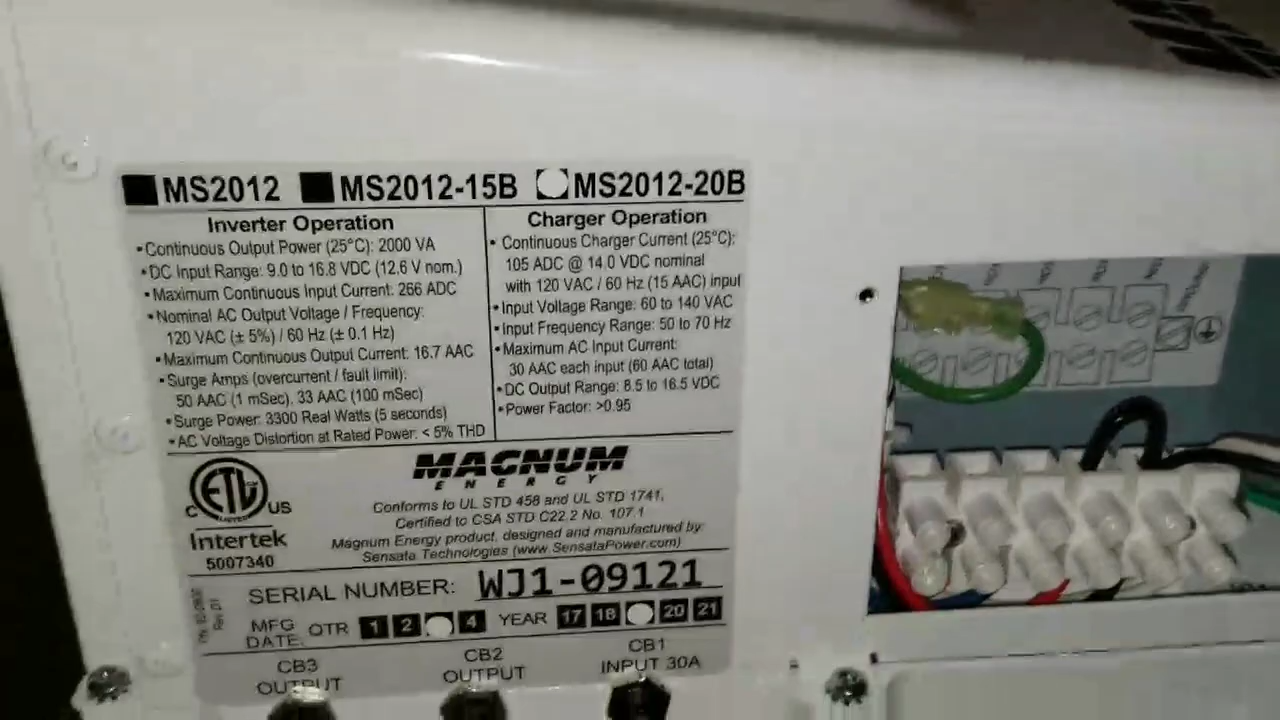 MS2012 MS2012-15B MS2012-20B
Inverter Operation
•Continuous Output Power (25°C): 2000 VA
•DC Input Range: 9.0 to 16.8 VDC (12.6 V nom.)
•Maximum Continuous Input Current: 266 ADC
•Nominal AC Output Voltage / Frequency:
120 VAC (± 5%) / 60 Hz (± 0.1 Hz)
•Maximum Continuous Output Current: 16.7 AAC
•Surge Amps (overcurrent / fault limit):
50 AAC (1 mSec), 33 AAC (100 mSec)
•Surge Power: 3300 Real Watts (5 seconds)
•AC Voltage Distortion at Rated Power: < 5% THD
Charger Operation
• Continuous Charger Current (25°C):
105 ADC @ 14.0 VDC nominal
with 120 VAC / 60 Hz (15 AAC) input
•Input Voltage Range: 60 to 140 VAC
•Input Frequency Range: 50 to 70 Hz
•Maximum AC Input Current:
30 AAC each input (60 AAC total)
•DC Output Range: 8.5 to 16.5 VDC
•Power Factor: >0.95
ETL
C LISTED US
Intertek
5007340
MAGNUM
ENERGY
Conforms to UL STD 458 and UL STD 1741,
Certified to CSA STD C22.2 No. 107.1
Magnum Energy product, designed and manufactured by:
Sensata Technologies (www.SensataPower.com)
SERIAL NUMBER: WJ1-09121
MFG DATE: QTR 1 2 4 YEAR 17 18 20 21
CB3
OUTPUT
CB2
OUTPUT
CB1
INPUT 30A